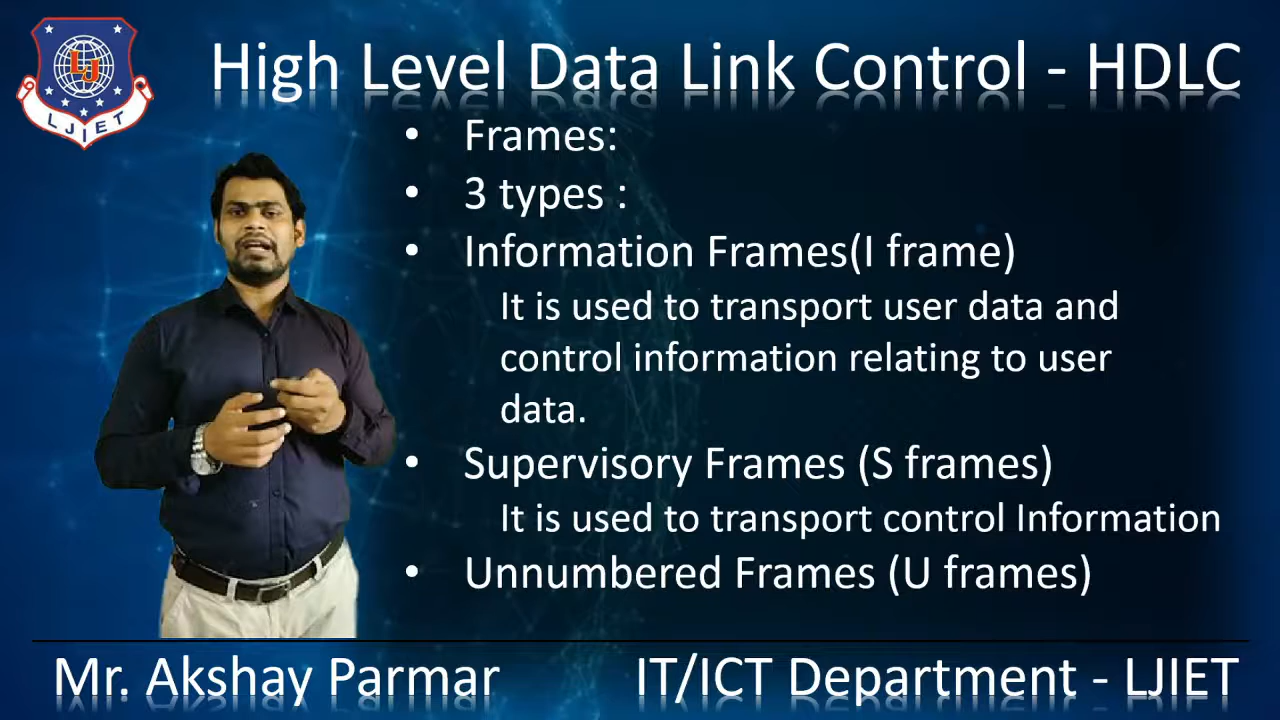 LJ
LJIET
High Level Data Link Control - HDLC
• Frames:
• 3 types :
• Information Frames(I frame)
It is used to transport user data and
control information relating to user
data.
• Supervisory Frames (S frames)
It is used to transport control Information
• Unnumbered Frames (U frames)
Mr. Akshay Parmar
IT/ICT Department - LJIET